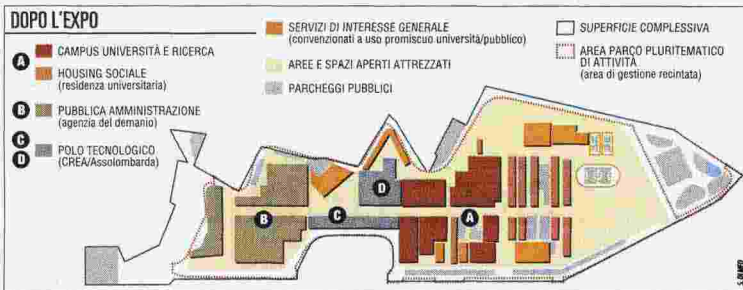 DOPO L'EXPO
A
CAMPUS UNIVERSITÀ E RICERCA
HOUSING SOCIALE
(residenza universitaria)
B
PUBBLICA AMMINISTRAZIONE
(agenzia del demanio)
C
D
POLO TECNOLOGICO
(CREA/Assolombarda)
SERVIZI DI INTERESSE GENERALE
(convenzionati a uso promiscuo università/pubblico)
AREE E SPAZI APERTI ATTREZZATI
PARCHEGGI PUBBLICI
SUPERFICIE COMPLESSIVA
AREA PARCO PLURITEMATICO
DI ATTIVITÀ
(area di gestione recintata)
D
B
C
A